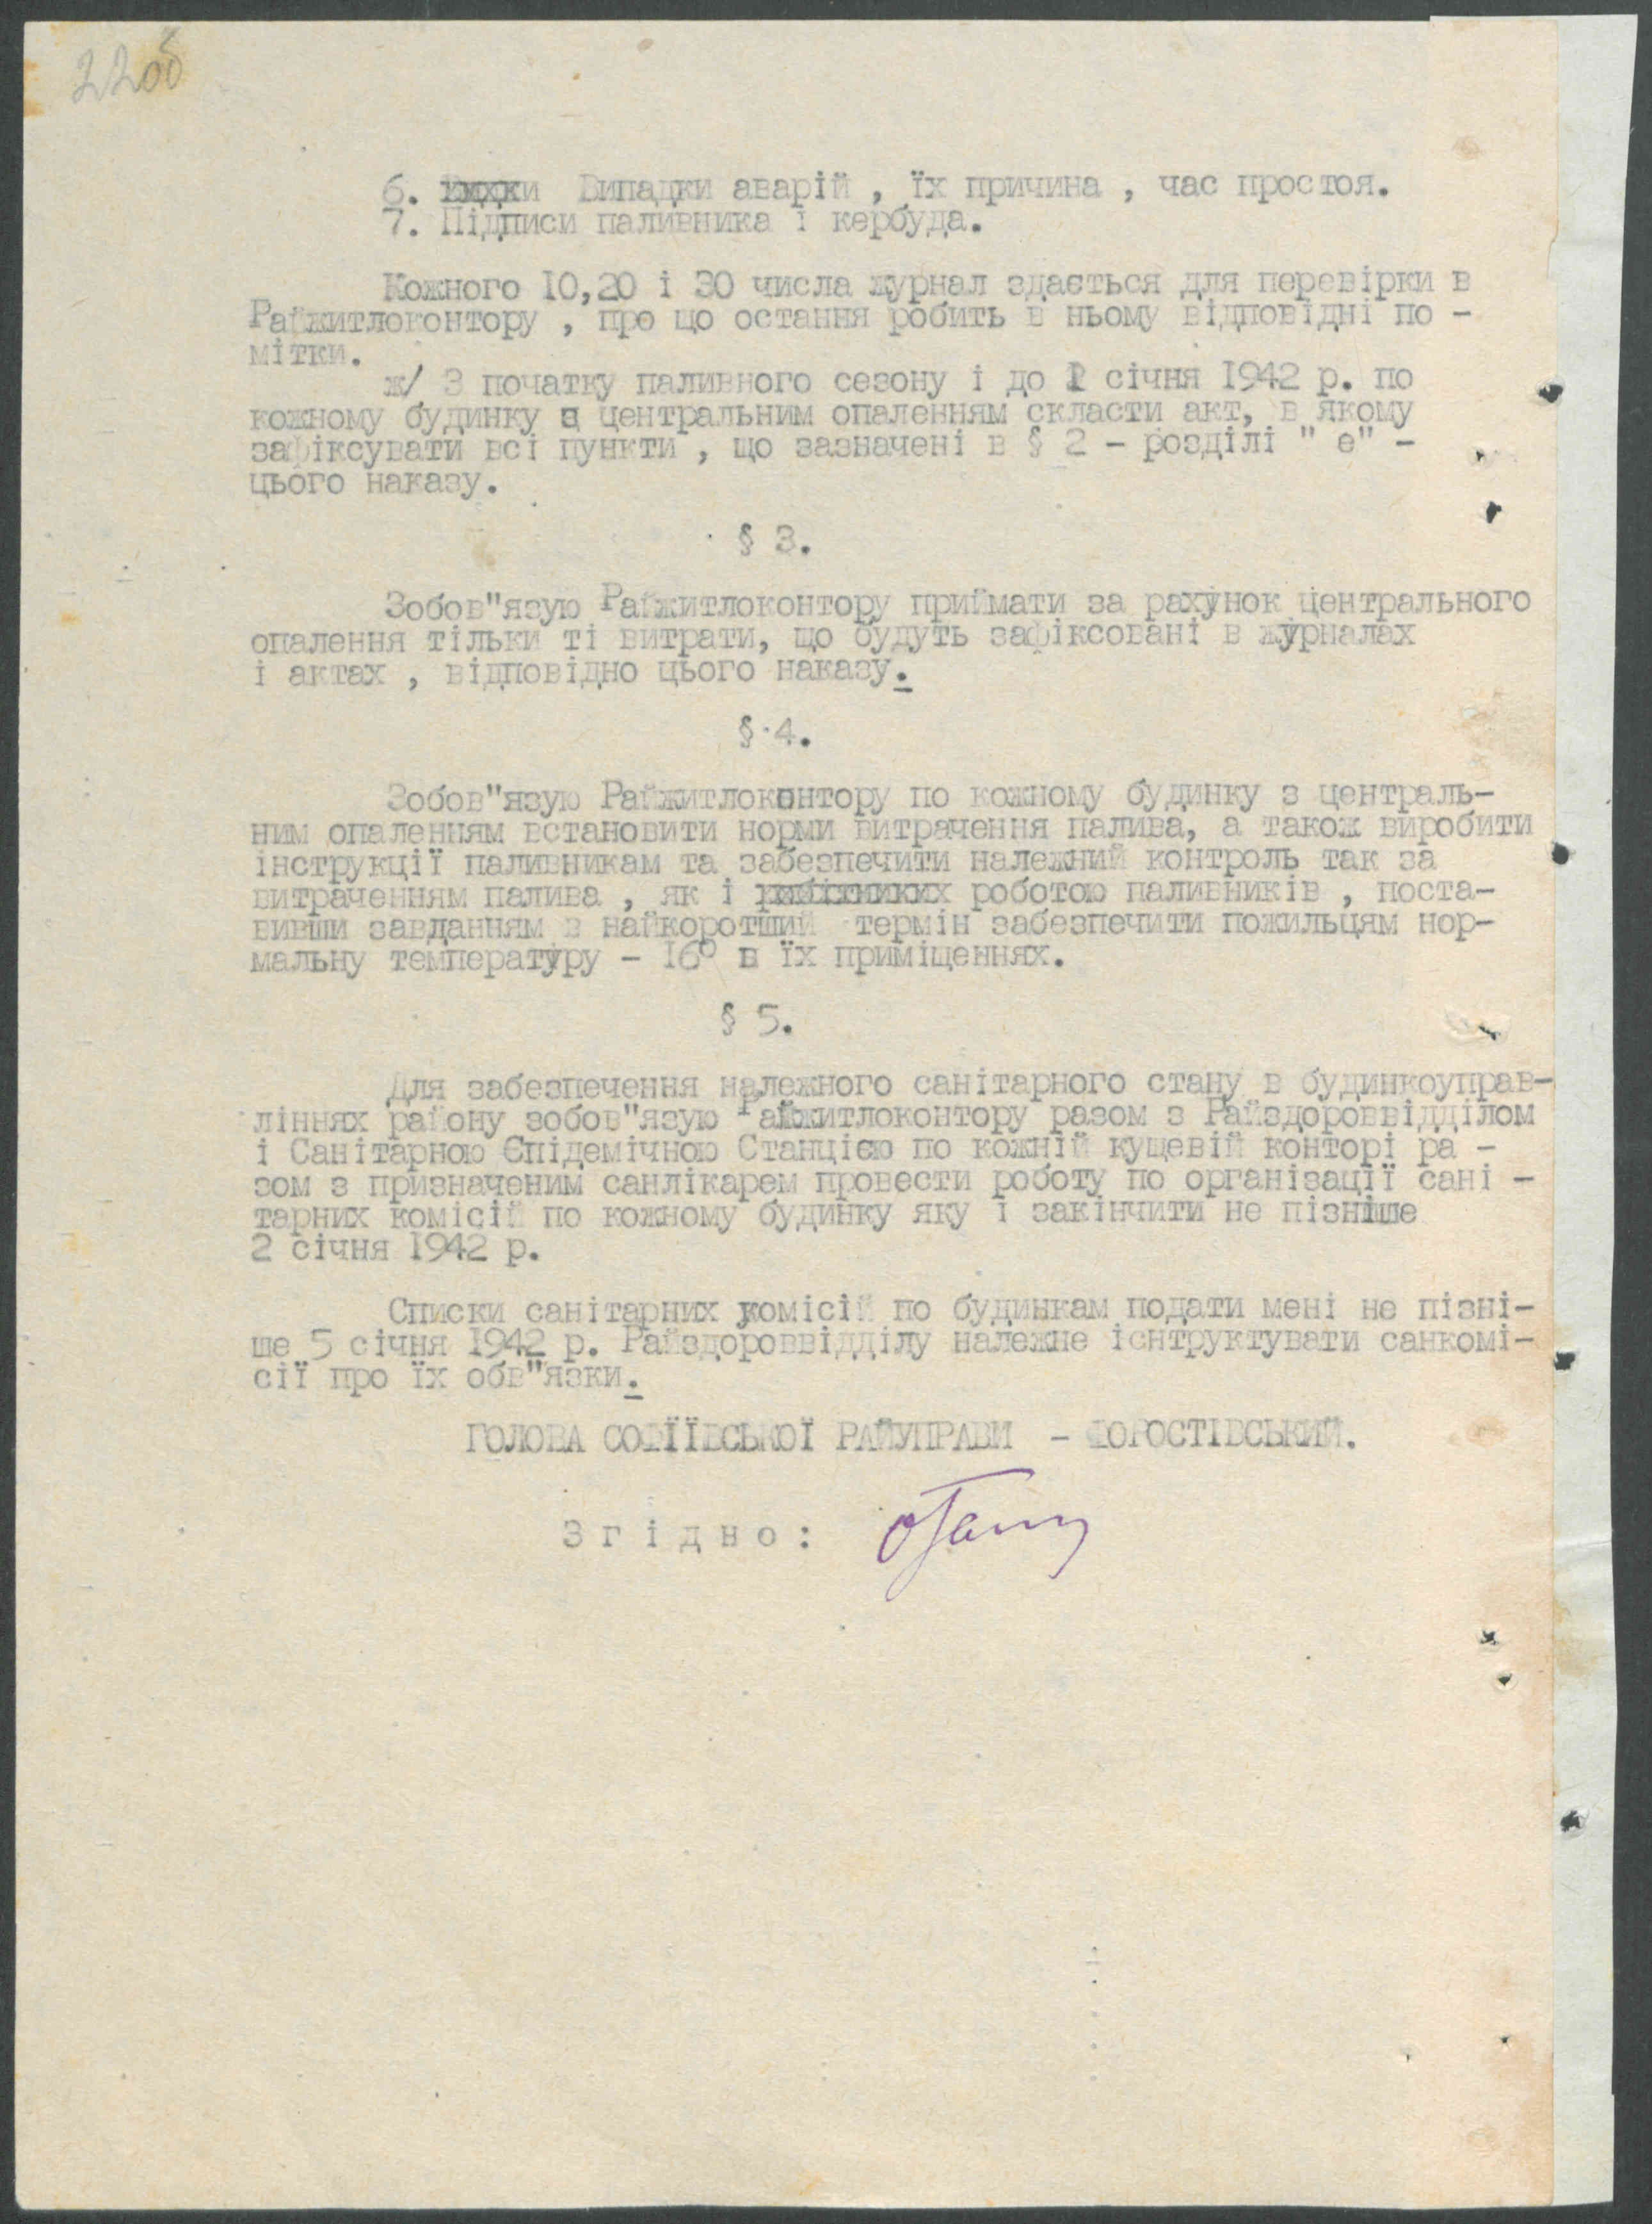 22об
6. Випадки аварій , їх причина , час простоя.
7. Підписи паливника і кербуда.
Кожного 10,20 і 30 числа журнал здається для перевірки в
Райжитлоконтору , про що остання робить в ньому відповідні по -
мітки.
ж/ З початку паливного сезону і до 1 січня 1942 р. по
кожному будинку з центральним опаленням скласти акт, в якому
зафіксувати всі пункти , що зазначені в § 2 - розділі " е" -
цього наказу.
§ 3.
Зобов"язую Райжитлоконтору приймати за рахунок центрального
опалення тільки ті витрати, що будуть зафіксовані в журналах
і актах , відповідно цього наказу.
§ 4.
Зобов"язую Райжитлоконтору по кожному будинку з централь-
ним опаленням встановити норми витрачення палива, а також виробити
інструкції паливникам та забезпечити належний контроль так за
витраченням палива , як і роботою паливників , поста-
вивши завданням в найкоротший термін забезпечити пожильцям нор-
мальну температуру - 16° в їх приміщеннях.
§ 5.
Для забезпечення належного санітарного стану в будинкоуправ-
ліннях району зобов"язую Райжитлоконтору разом з Райздороввідділом
і Санітарною Єпідемічною Станцією по кожній кущевій конторі ра -
зом з призначеним санлікарем провести роботу по організації сані -
тарних комісій по кожному будинку яку і закінчити не пізніше
2 січня 1942 р.
Списки санітарних комісій по будинкам подати мені не пізні-
ше 5 січня 1942 р. Райздороввідділу належне існтруктувати санкомі-
сії про їх обв"язки.
ГОЛОВА СОФІЇВСЬКОЇ РАЙУПРАВИ - ФОРОСТІВСЬКИЙ.
З г і д н о :